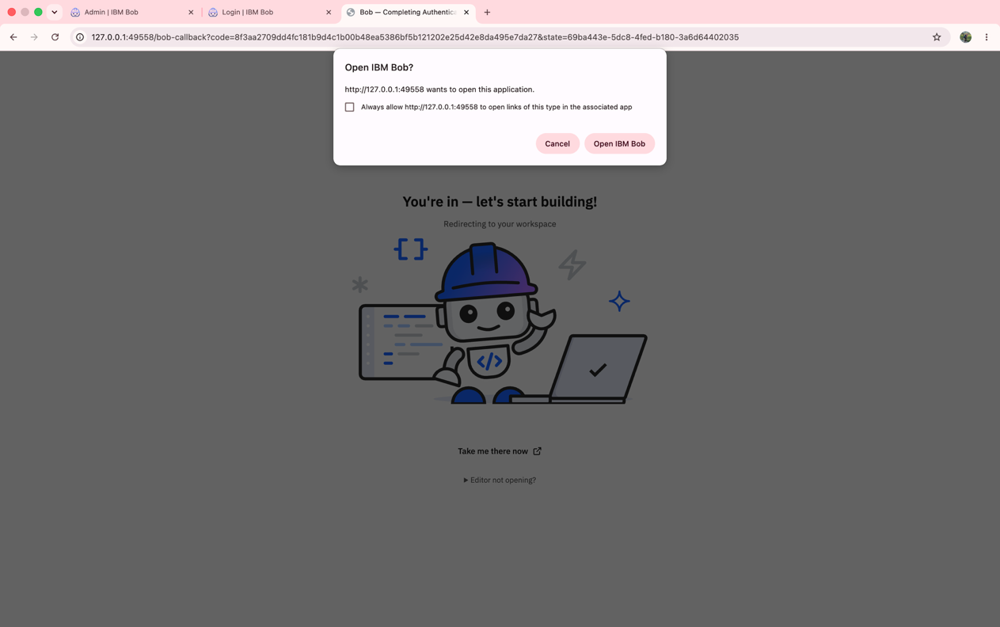 Admin | IBM Bob
Login | IBM Bob
Bob — Completing Authentica
127.0.0.1:49558/bob-callback?code=8f3aa2709dd4fc181b9d4c1b00b48ea5386bf5b121202e25d42e8da495e7da27&state=69ba443e-5dc8-4fed-b180-3a6d64402035
Open IBM Bob?
http://127.0.0.1:49558 wants to open this application.
Always allow http://127.0.0.1:49558 to open links of this type in the associated app
Cancel
Open IBM Bob
You're in — let's start building!
Redirecting to your workspace
</>
Take me there now
Editor not opening?